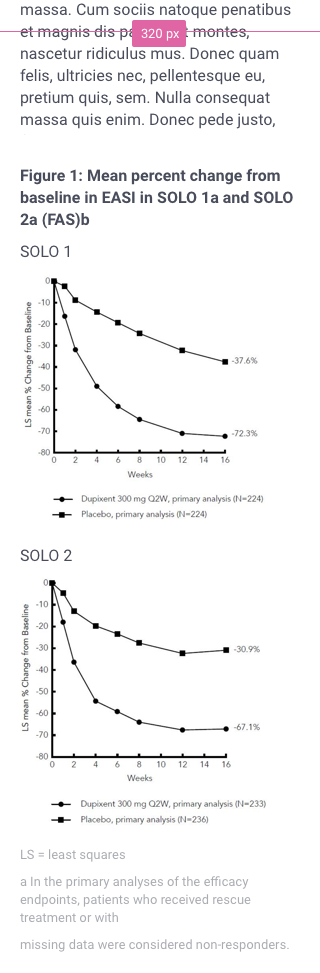 massa. Cum sociis natoque penatibus
et magnis dis montes,
320 px
nascetur ridiculus mus. Donec quam
felis, ultricies nec, pellentesque eu,
pretium quis, sem. Nulla consequat
massa quis enim. Donec pede justo,
Figure 1: Mean percent change from
baseline in EASI in SOLO 1a and SOLO
2a (FAS)b
SOLO 1
LS mean % Change from Baseline
0
-10
-20
-30
-40
-50
-60
-70
-80
-37.6%
-72.3%
0 2 4 6 8 10 12 14 16
Weeks
Dupixent 300 mg Q2W, primary analysis (N=224)
Placebo, primary analysis (N=224)
SOLO 2
LS mean % Change from Baseline
0
-10
-20
-30
-40
-50
-60
-70
-80
-30.9%
-67.1%
0 2 4 6 8 10 12 14 16
Weeks
Dupixent 300 mg Q2W, primary analysis (N=233)
Placebo, primary analysis (N=236)
LS = least squares
a In the primary analyses of the efficacy
endpoints, patients who received rescue
treatment or with
missing data were considered non-responders.